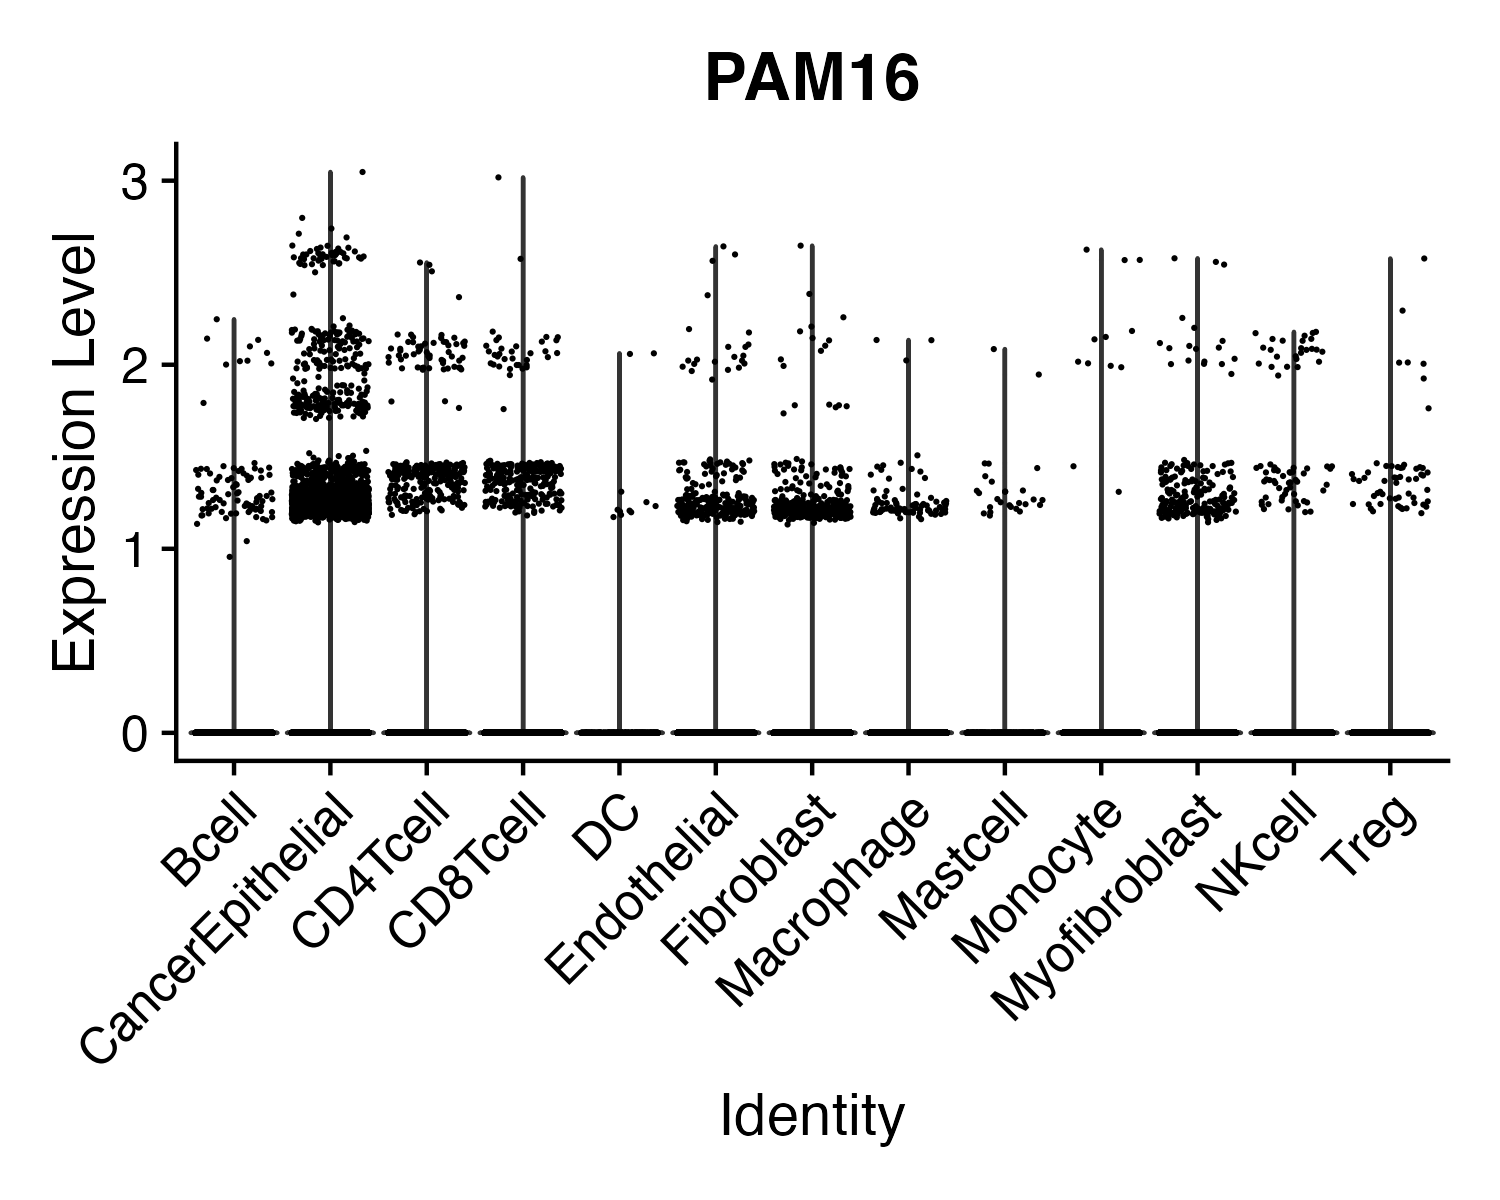 PAM16
Expression Level
3
2
1
0
Bcell
CancerEpithelial
CD4Tcell
CD8Tcell
DC
Endothelial
Fibroblast
Macrophage
Mastcell
Monocyte
Myofibroblast
NKcell
Treg
Identity